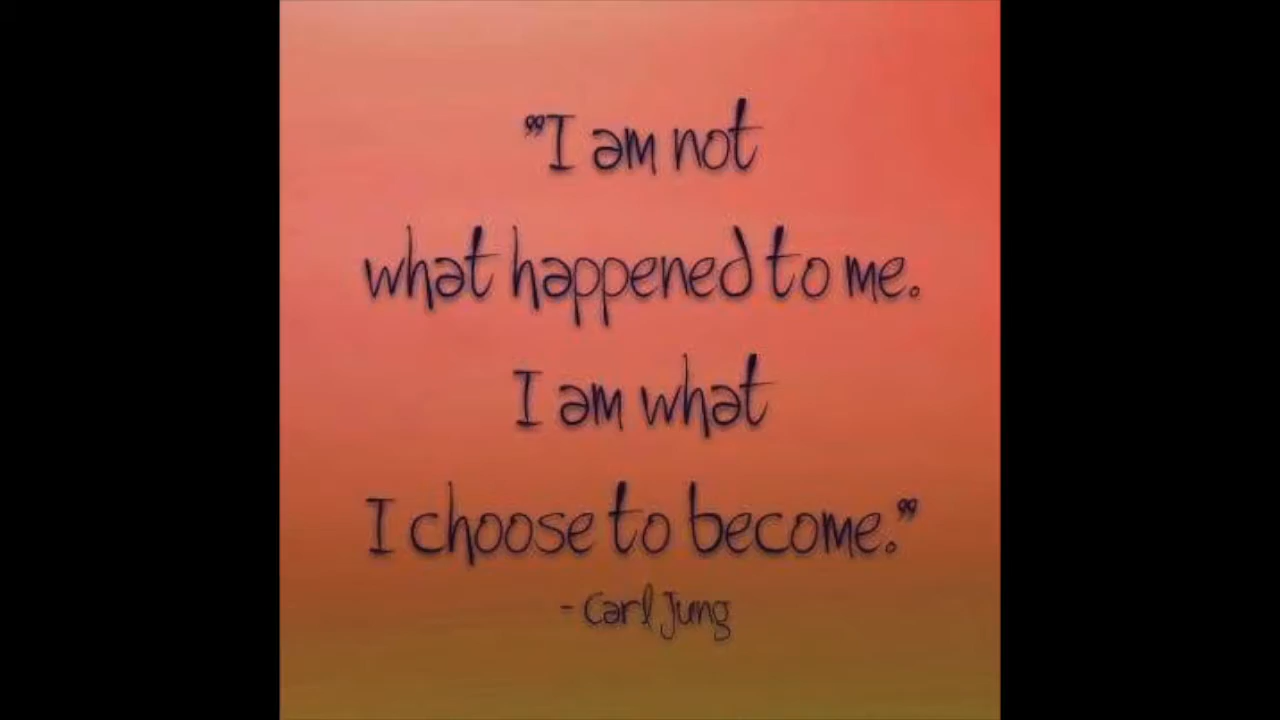 "I am not
what happened to me.
I am what
I choose to become."
- Carl Jung